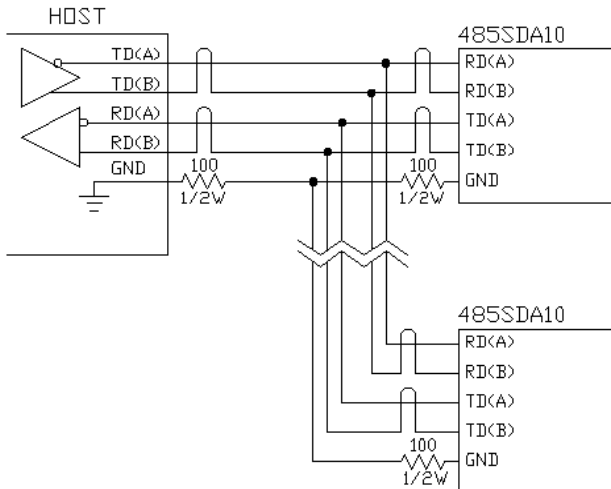 HOST
485SDA10
TD(A)
RD(A)
TD(B)
RD(B)
RD(A)
TD(A)
RD(B)
TD(B)
GND
100
1/2W
100
1/2W
GND
485SDA10
RD(A)
RD(B)
TD(A)
TD(B)
100
1/2W
GND